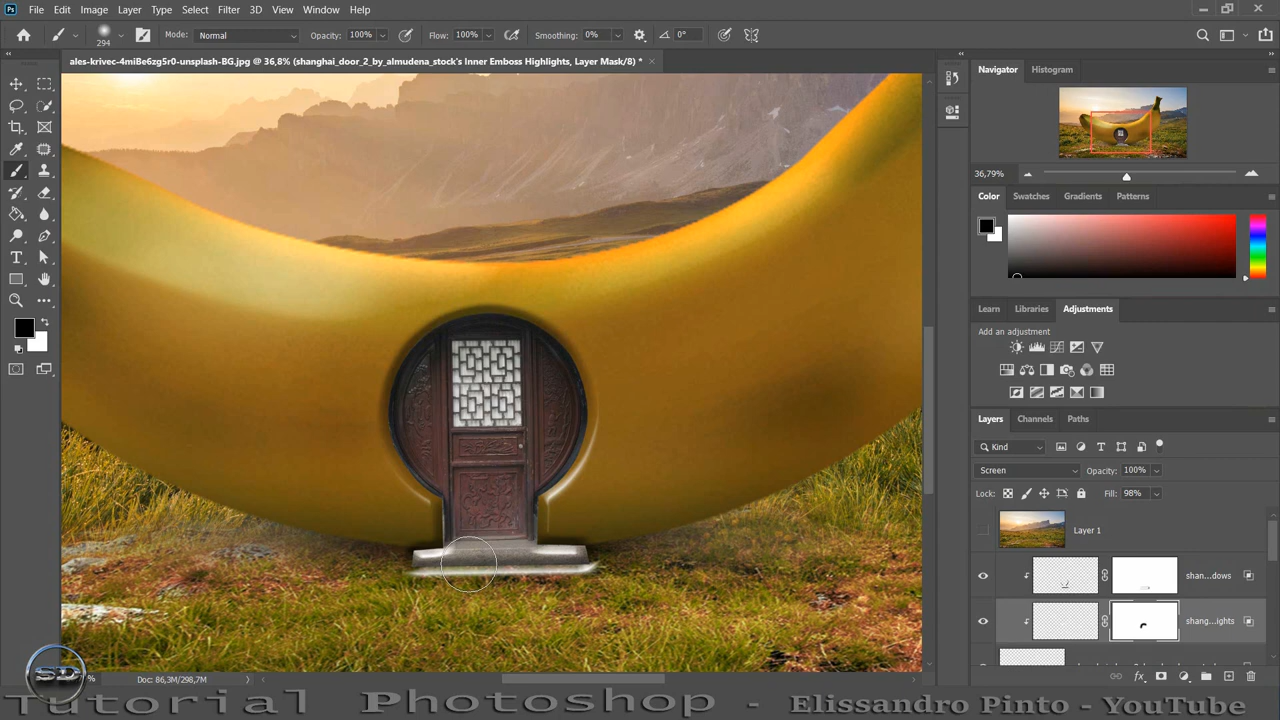 Ps File Edit Image Layer Type Select Filter 3D View Window Help
294 Mode: Normal Opacity: 100% Flow: 100% Smoothing: 0% 0°
ales-krivec-4miBe6zg5r0-unsplash-BG.jpg @ 36,8% (shanghai_door_2_by_almudena_stock's Inner Emboss Highlights, Layer Mask/8) *
Navigator Histogram
36,79%
Color Swatches Gradients Patterns
Learn Libraries Adjustments
Add an adjustment
Layers Channels Paths
Kind
Screen Opacity: 100%
Lock: Fill: 98%
Layer 1
shan...dows
shang...ights
SD % Doc: 86,3M/298,7M
Tutorial Photoshop - Elissandro Pinto - YouTube